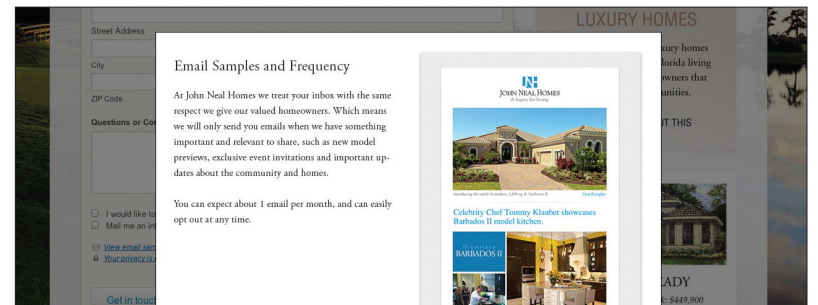 LUXURY HOMES
Street Address
City
ZIP Code
Questions or Co
I would like to
Mail me an in
View email sam
Your privacy is
Get in touc
Email Samples and Frequency
At John Neal Homes we treat your inbox with the same
respect we give our valued homeowners. Which means
we will only send you emails when we have something
important and relevant to share, such as new model
previews, exclusive event invitations and important up-
dates about the community and homes.
You can expect about 1 email per month, and can easily
opt out at any time.
JOHN NEAL HOMES
A legacy for living.
View Barbados
Celebrity Chef Tommy Klauber showcases
Barbados II model kitchen.
HIGHFIELD
BARBADOS II
xury homes
lorida living
owners that
unities.
UT THIS
EADY
k: $449,900